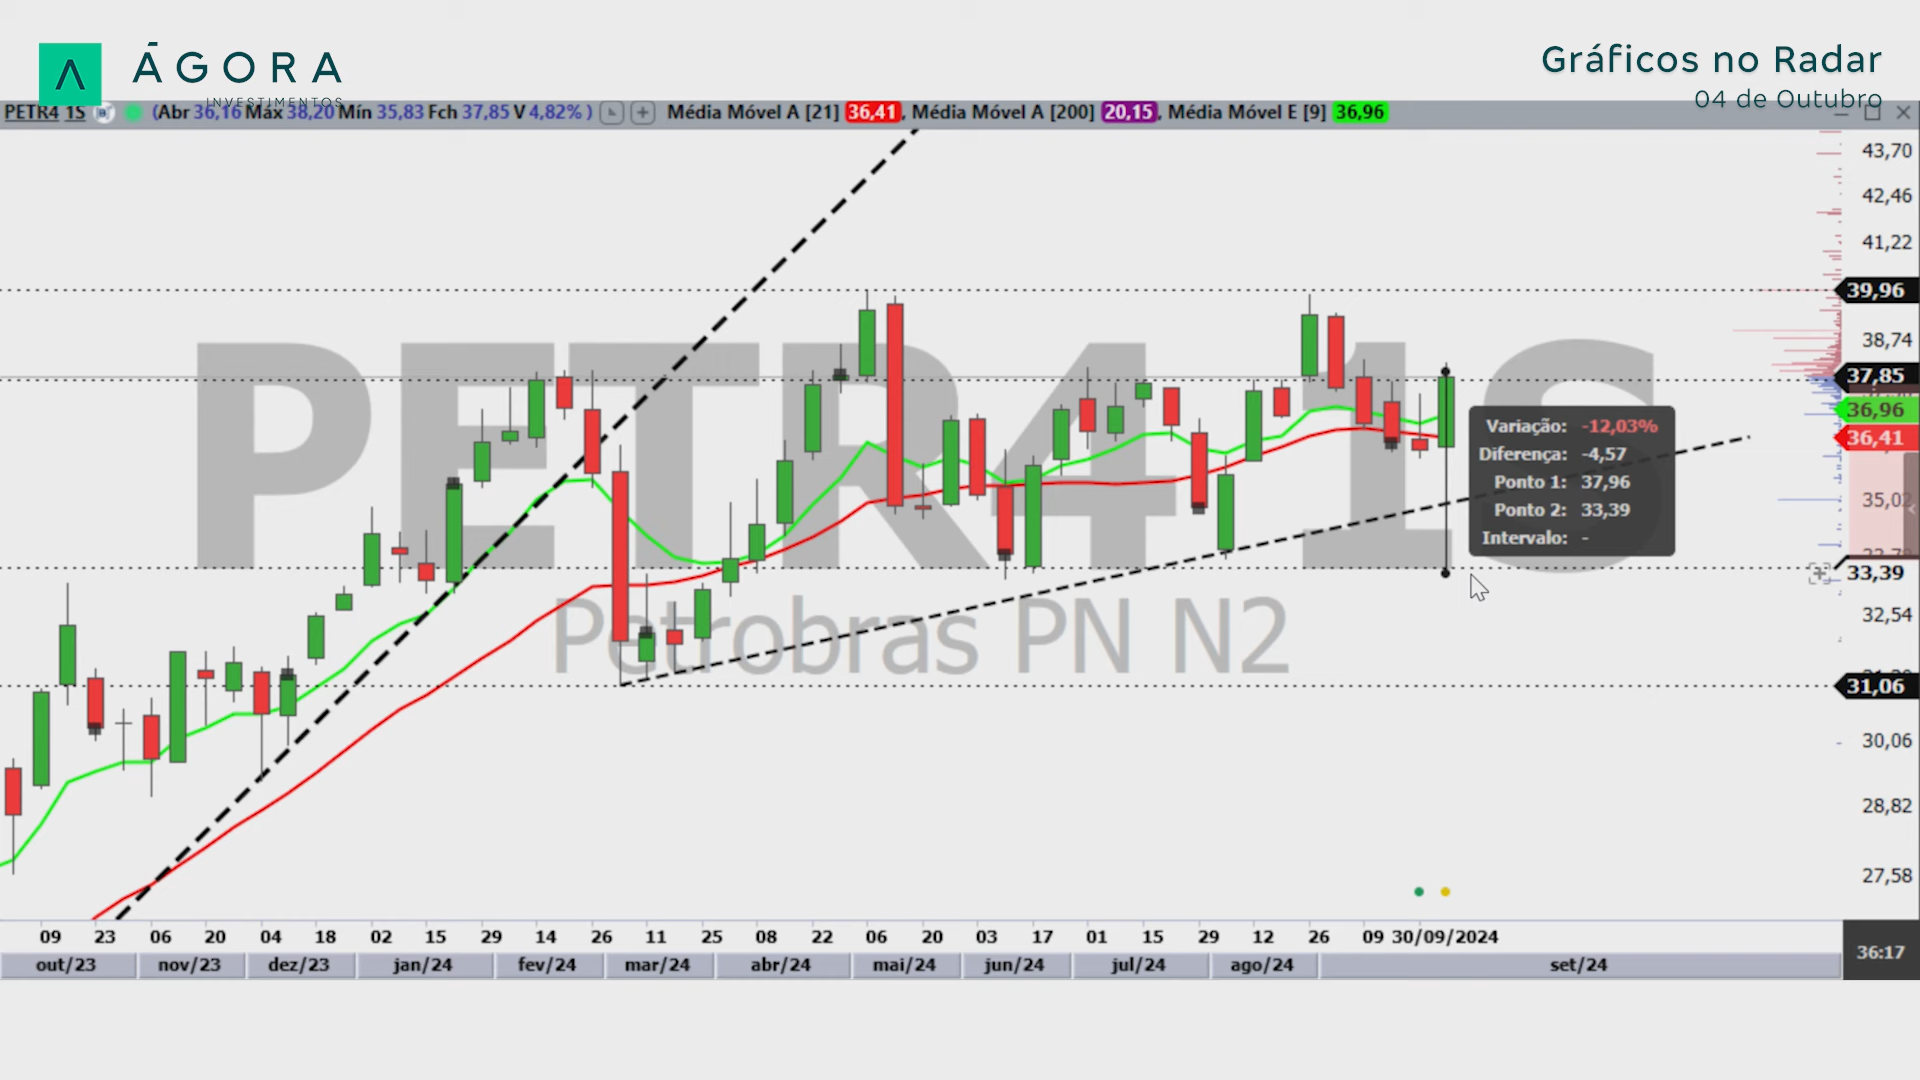 ÁGORA
INVESTIMENTOS
Gráficos no Radar
04 de Outubro
PETR4 1S (Abr 36,16 Máx 38,20 Mín 35,83 Fch 37,85 V 4,82% ) Média Móvel A [21] 36,41, Média Móvel A [200] 20,15, Média Móvel E [9] 36,96
PETR4 1S
Petrobras PN N2
43,70
42,46
41,22
39,96
38,74
37,85
36,96
36,41
35,02
33,39
32,54
31,06
30,06
28,82
27,58
Variação: -12,03%
Diferença: -4,57
Ponto 1: 37,96
Ponto 2: 33,39
Intervalo: -
09 23 06 20 04 18 02 15 29 14 26 11 25 08 22 06 20 03 17 01 15 29 12 26 09 30/09/2024
out/23 nov/23 dez/23 jan/24 fev/24 mar/24 abr/24 mai/24 jun/24 jul/24 ago/24 set/24
36:17